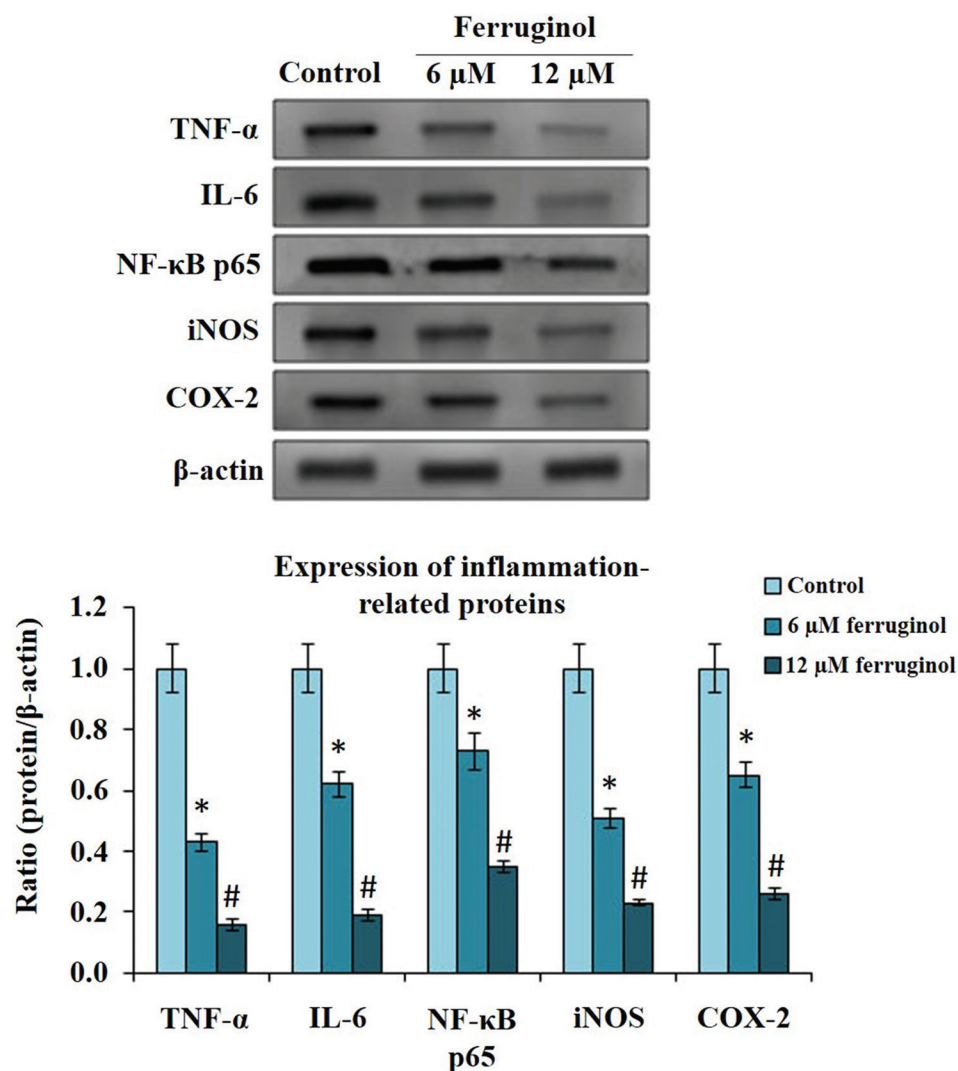 Ferruginol
Control 6 μM 12 μM
TNF-α
IL-6
NF-κB p65
iNOS
COX-2
β-actin
Expression of inflammation-
related proteins
Control
6 μM ferruginol
12 μM ferruginol
Ratio (protein/β-actin)
1.2
1.0
0.8
0.6
0.4
0.2
0.0
* #
* #
* #
* #
* #
TNF-α IL-6 NF-κB iNOS COX-2
p65